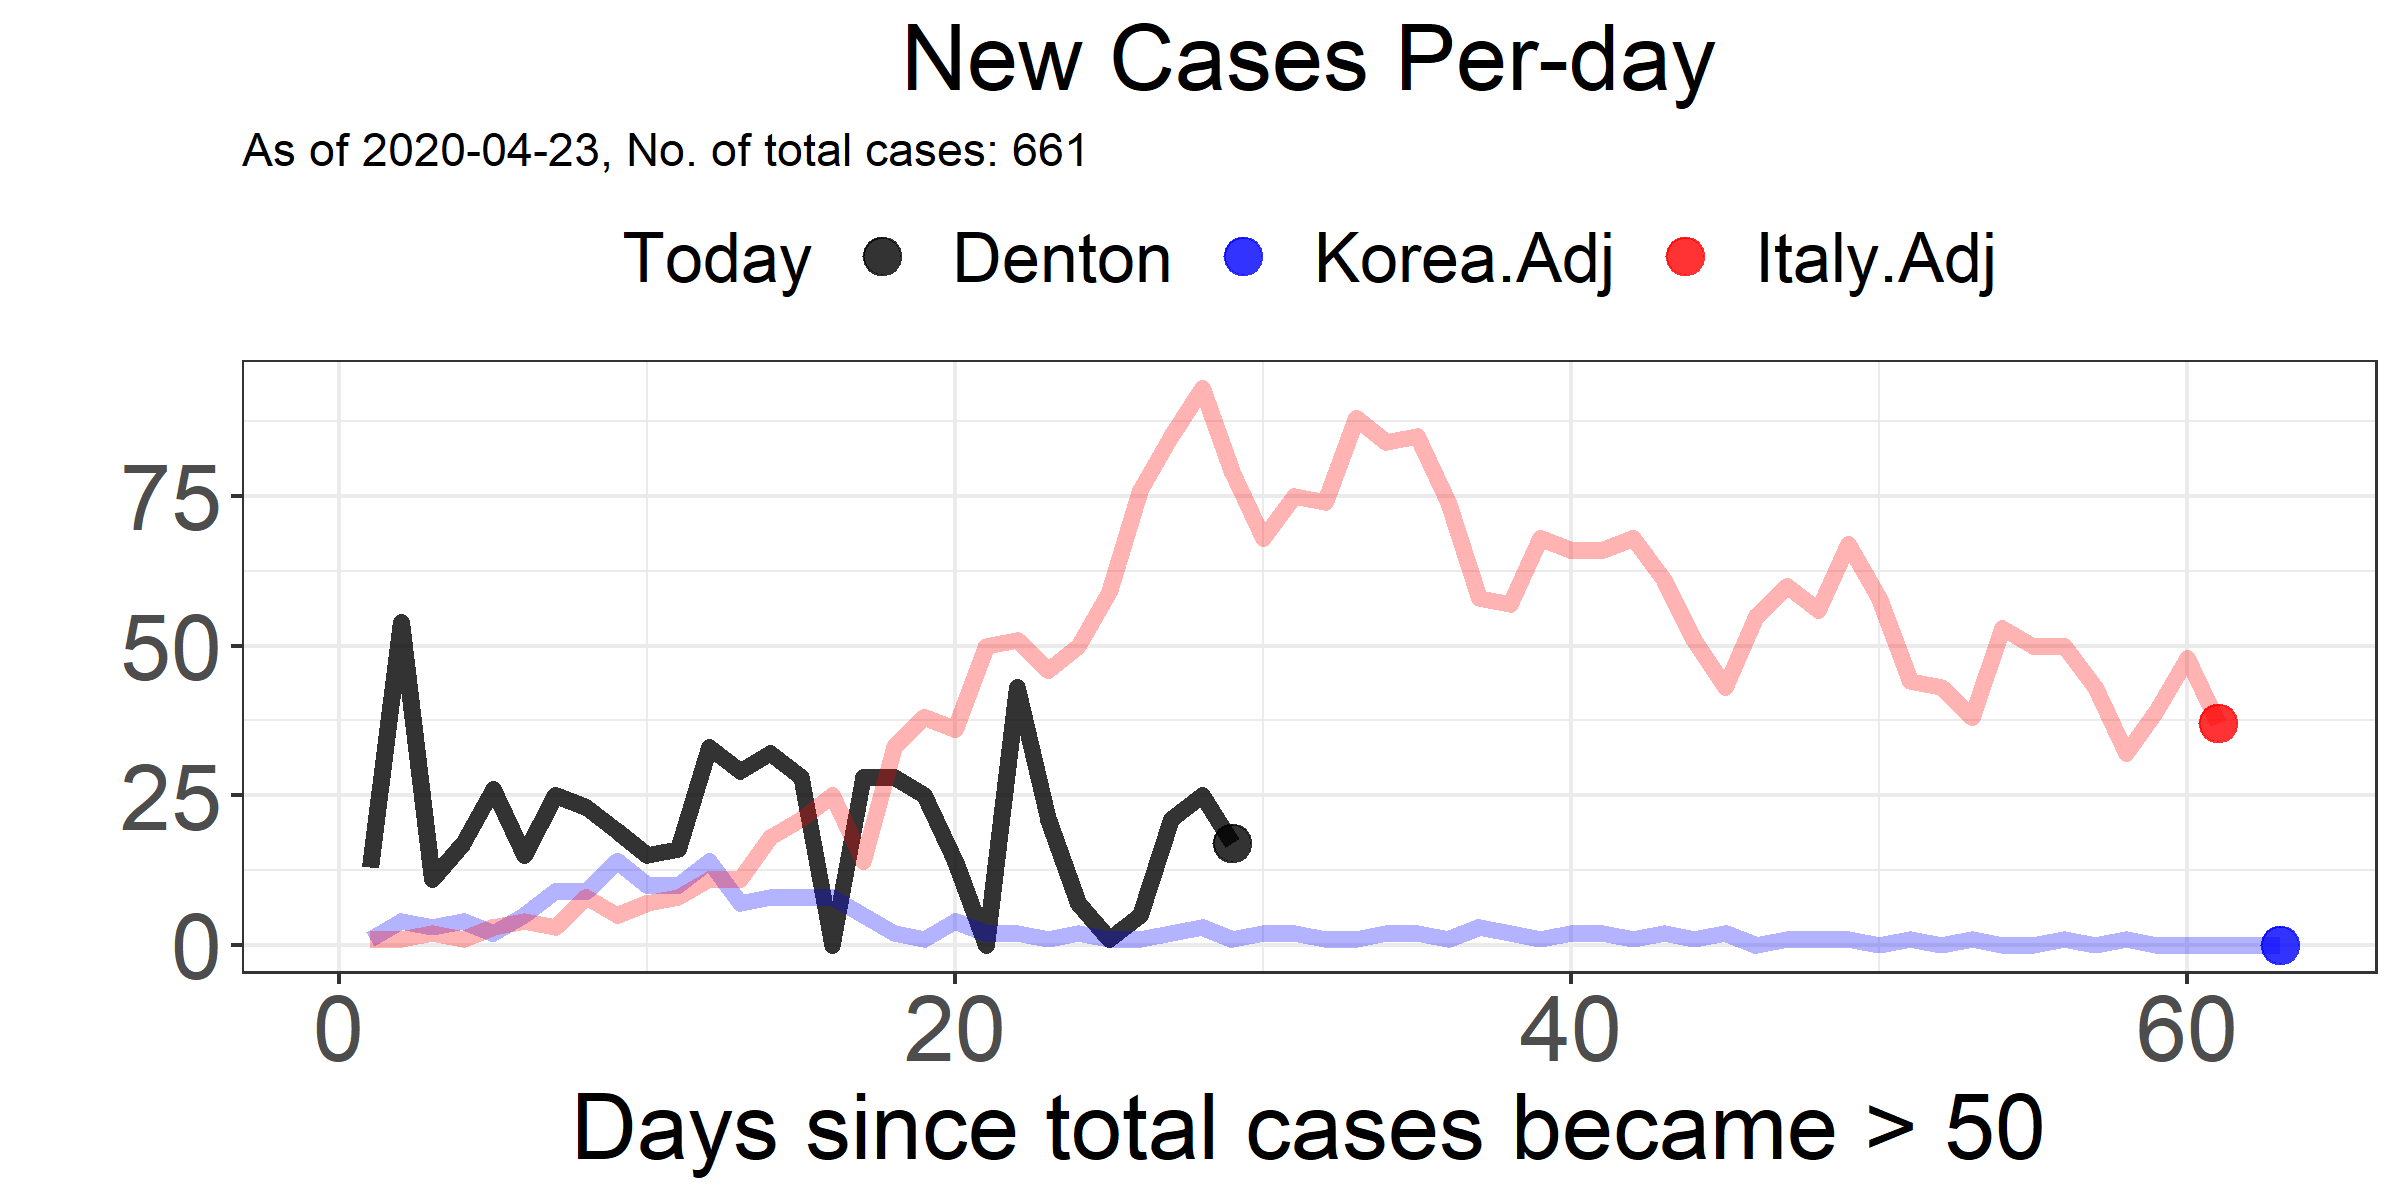 New Cases Per-day
As of 2020-04-23, No. of total cases: 661
Today Denton Korea.Adj Italy.Adj
75
50
25
0
0 20 40 60
Days since total cases became > 50